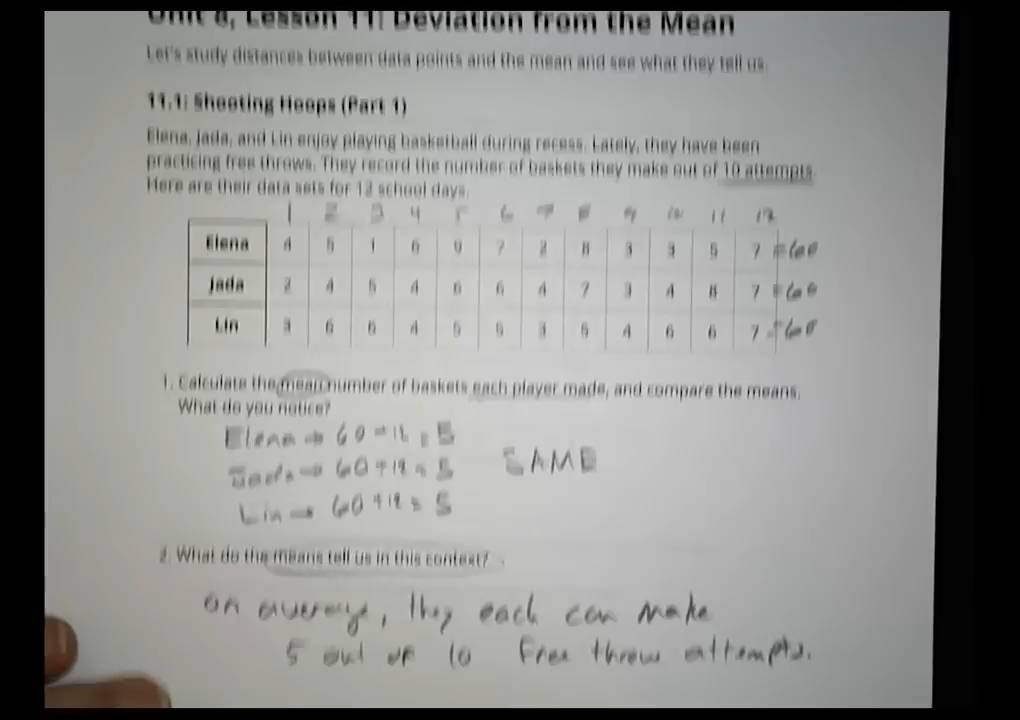 Unit 8, Lesson 11: Deviation from the Mean
Let's study distances between data points and the mean and see what they tell us.
11.1: Shooting Hoops (Part 1)
Elena, Jada, and Lin enjoy playing basketball during recess. Lately, they have been
practicing free throws. They record the number of baskets they make out of 10 attempts.
Here are their data sets for 12 school days.
1 2 3 4 5 6 7 8 9 10 11 12
Elena 4 5 1 6 9 7 2 8 3 3 5 7 =60
Jada 2 4 5 4 6 6 4 7 3 4 8 7 =60
Lin 3 6 6 4 5 5 3 5 4 6 6 7 =60
1. Calculate the mean number of baskets each player made, and compare the means.
What do you notice?
Elena → 60÷12=5
Jada → 60÷12=5 SAME
Lin → 60÷12=5
2. What do the means tell us in this context?
on average, they each can make
5 out of 10 free throw attempts.